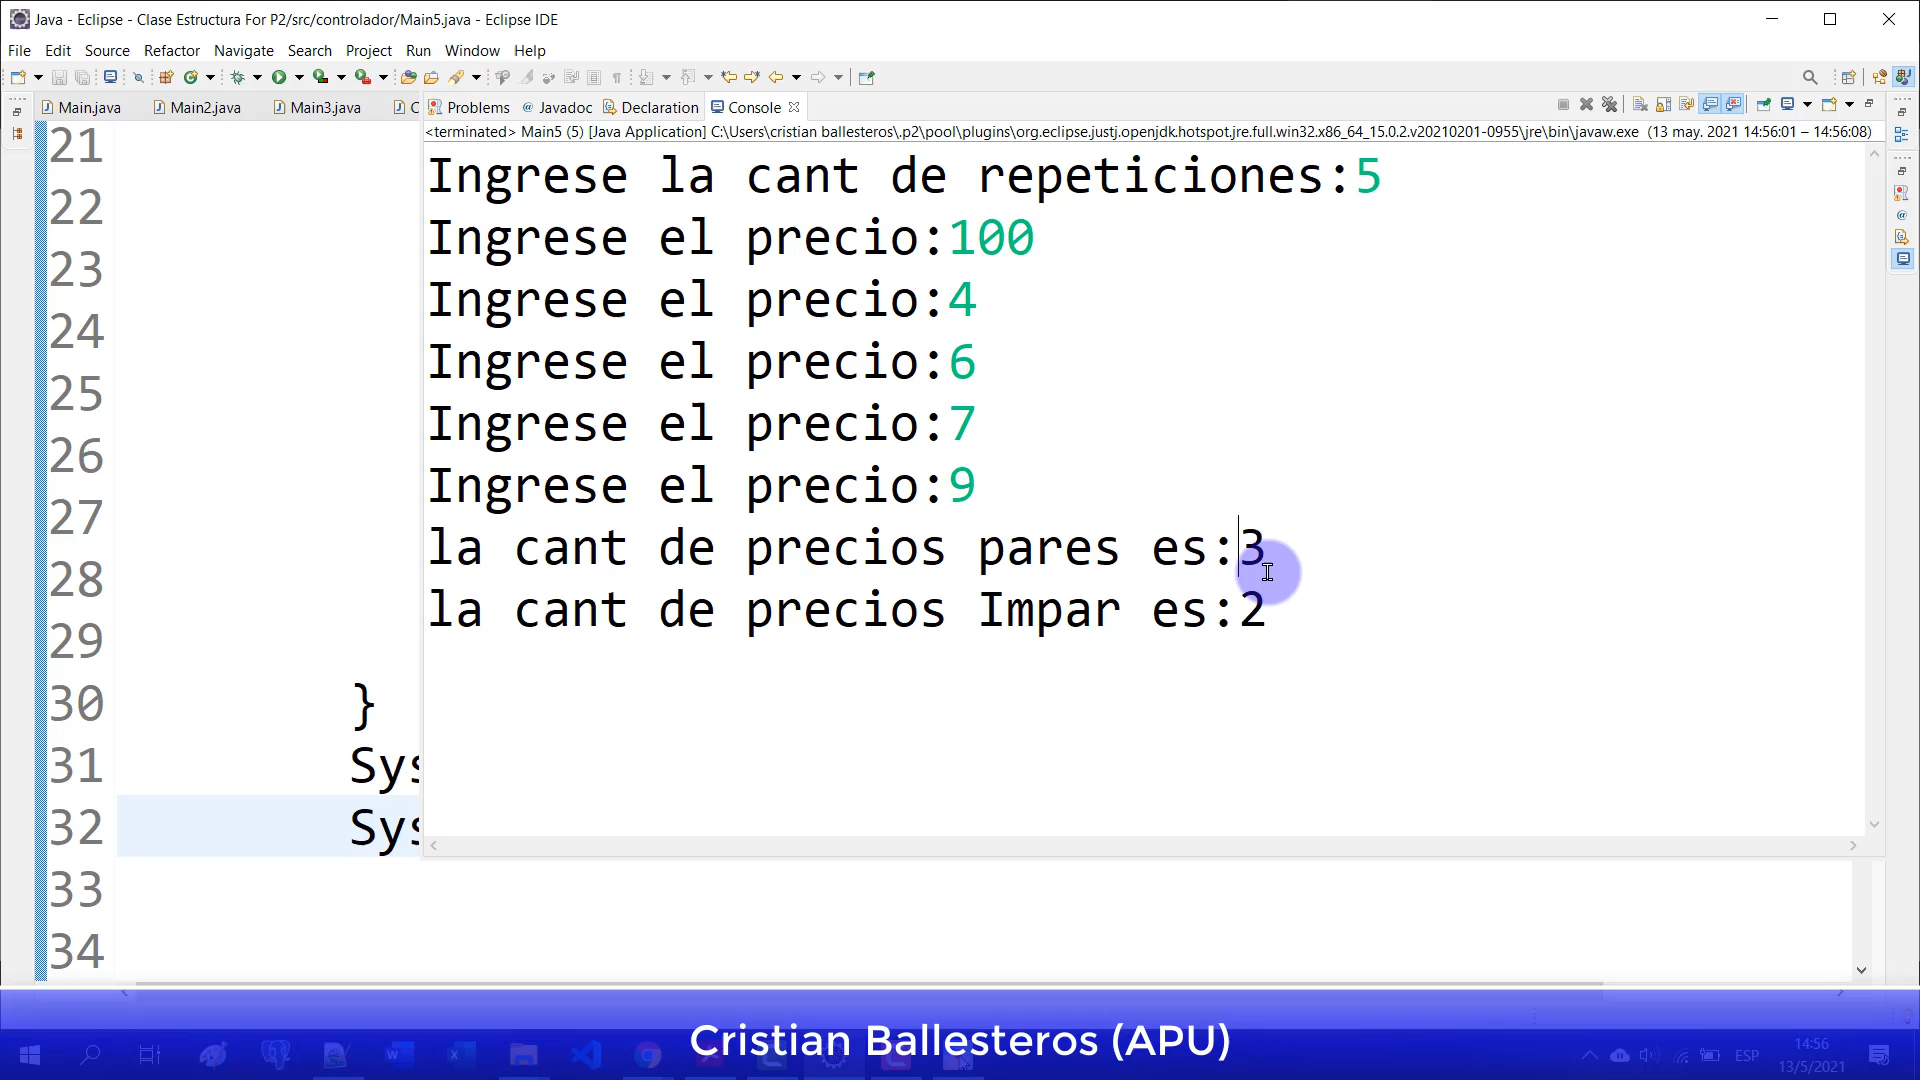 Java - Eclipse - Clase Estructura For P2/src/controlador/Main5.java - Eclipse IDE
File Edit Source Refactor Navigate Search Project Run Window Help
Main.java Main2.java Main3.java C Problems @ Javadoc Declaration Console
<terminated> Main5 (5) [Java Application] C:\Users\cristian ballesteros\.p2\pool\plugins\org.eclipse.justj.openjdk.hotspot.jre.full.win32.x86_64_15.0.2.v20210201-0955\jre\bin\javaw.exe (13 may. 2021 14:56:01 – 14:56:08)
Ingrese la cant de repeticiones:5
Ingrese el precio:100
Ingrese el precio:4
Ingrese el precio:6
Ingrese el precio:7
Ingrese el precio:9
la cant de precios pares es:3
la cant de precios Impar es:2
21
22
23
24
25
26
27
28
29
30 }
31 Sys
32 Sys
33
34
Cristian Ballesteros (APU)
ESP
14:56
13/5/2021